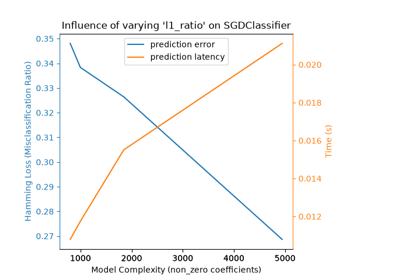 Influence of varying 'l1_ratio' on SGDClassifier
prediction error
prediction latency
0.35
0.34
0.33
0.32
0.31
0.30
0.29
0.28
0.27
Hamming Loss (Misclassification Ratio)
0.020
0.018
0.016
0.014
0.012
Time (s)
1000 2000 3000 4000 5000
Model Complexity (non_zero coefficients)